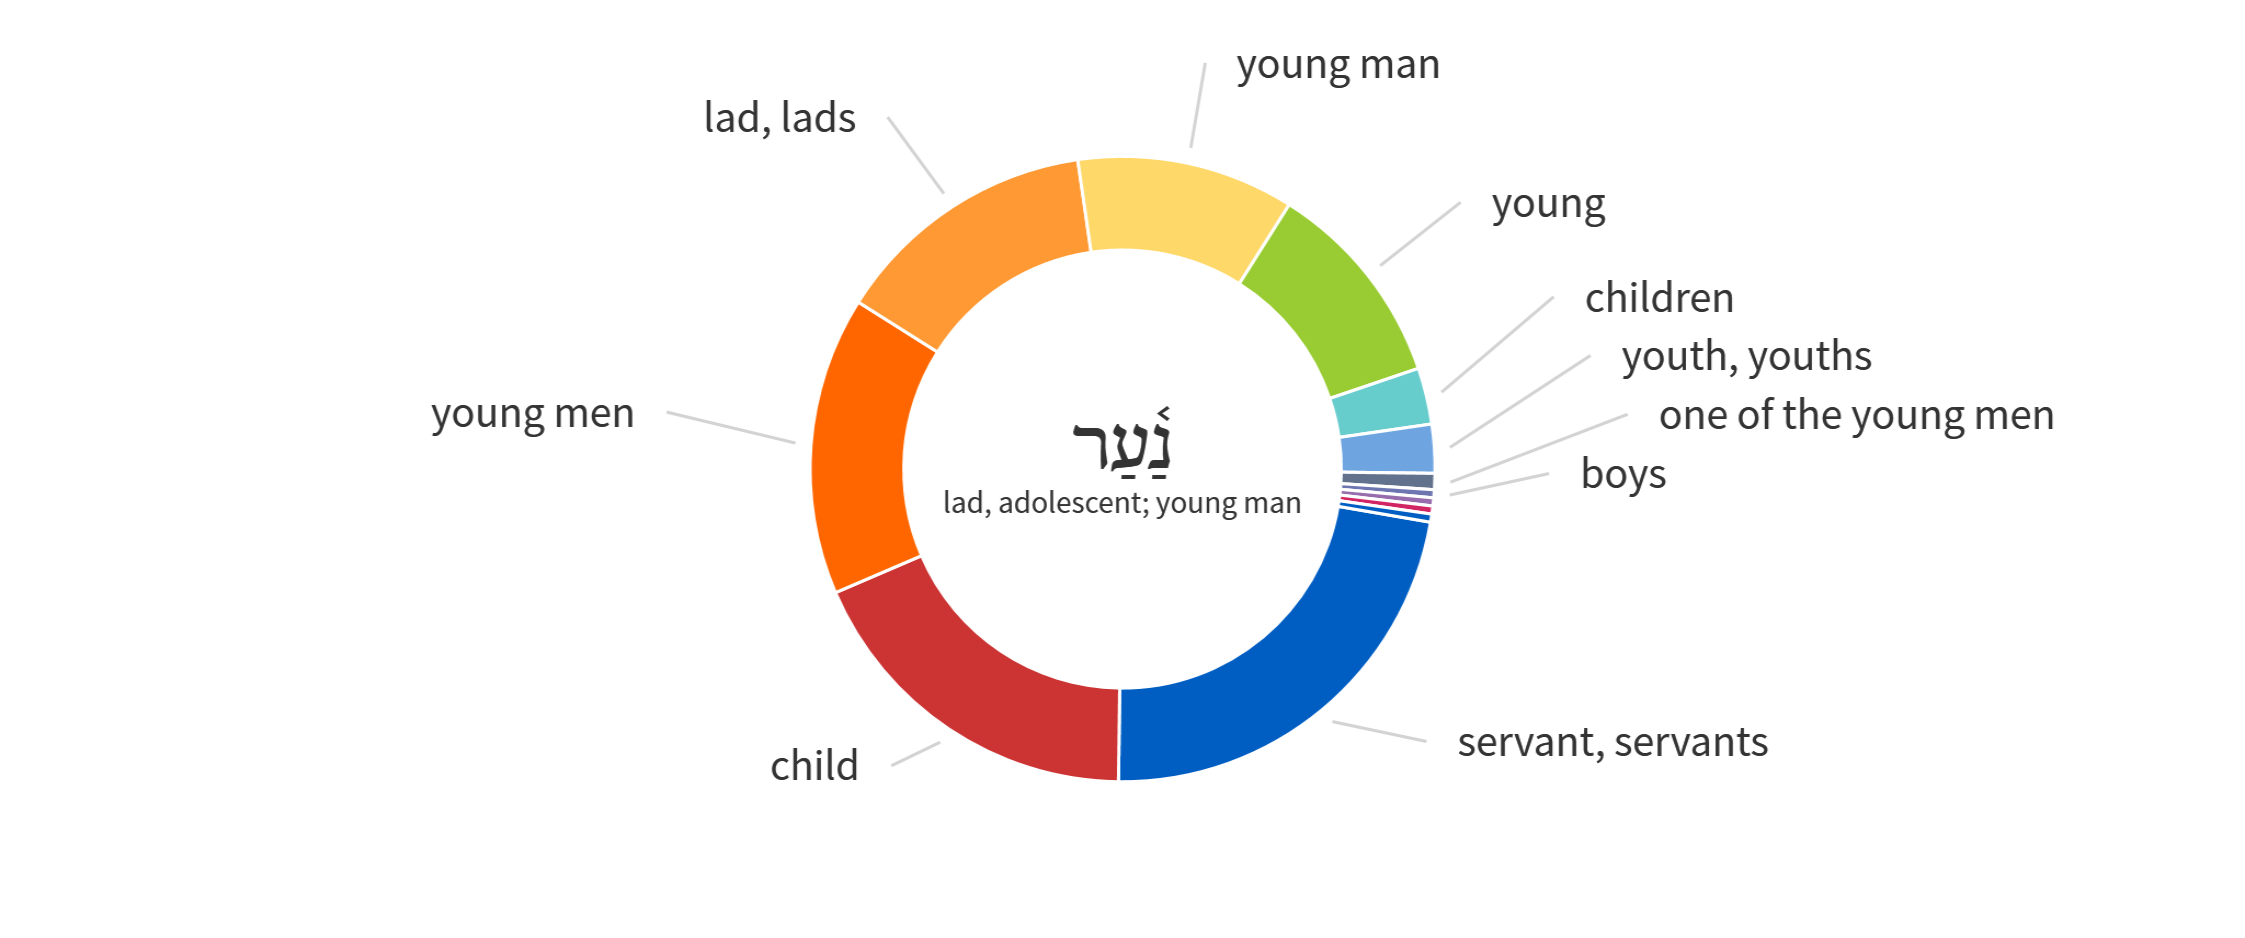 young man
lad, lads
young
children
youth, youths
one of the young men
young men
boys
נַ֫עַר
lad, adolescent; young man
servant, servants
child